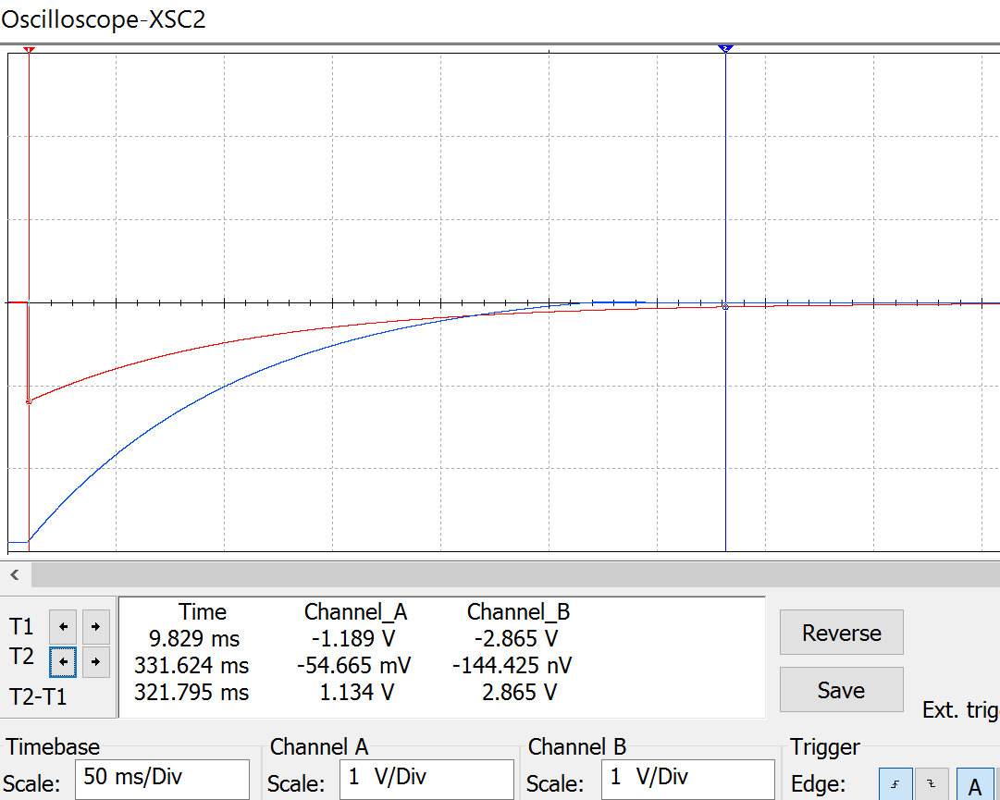 Oscilloscope-XSC2
1
2
T1
T2
T2-T1
Time Channel_A Channel_B
9.829 ms -1.189 V -2.865 V
331.624 ms -54.665 mV -144.425 nV
321.795 ms 1.134 V 2.865 V
Reverse
Save
Ext. trig
Timebase
Scale: 50 ms/Div
Channel A
Scale: 1 V/Div
Channel B
Scale: 1 V/Div
Trigger
Edge: A